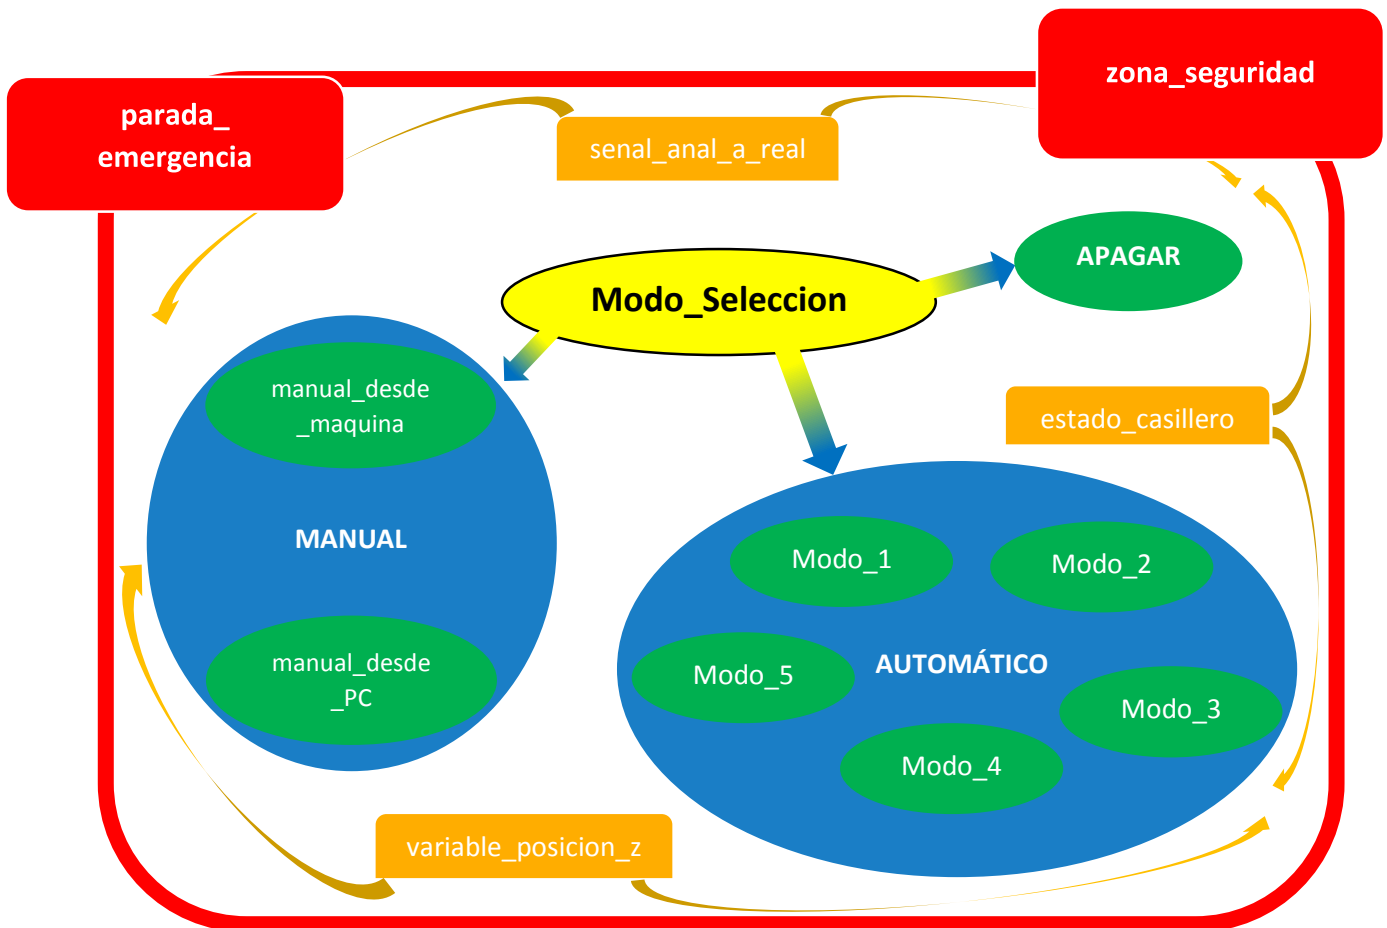 parada_
emergencia
zona_seguridad
senal_anal_a_real
APAGAR
Modo_Seleccion
manual_desde
_maquina
estado_casillero
MANUAL
Modo_1
Modo_2
manual_desde
_PC
AUTOMÁTICO
Modo_5
Modo_3
Modo_4
variable_posicion_z